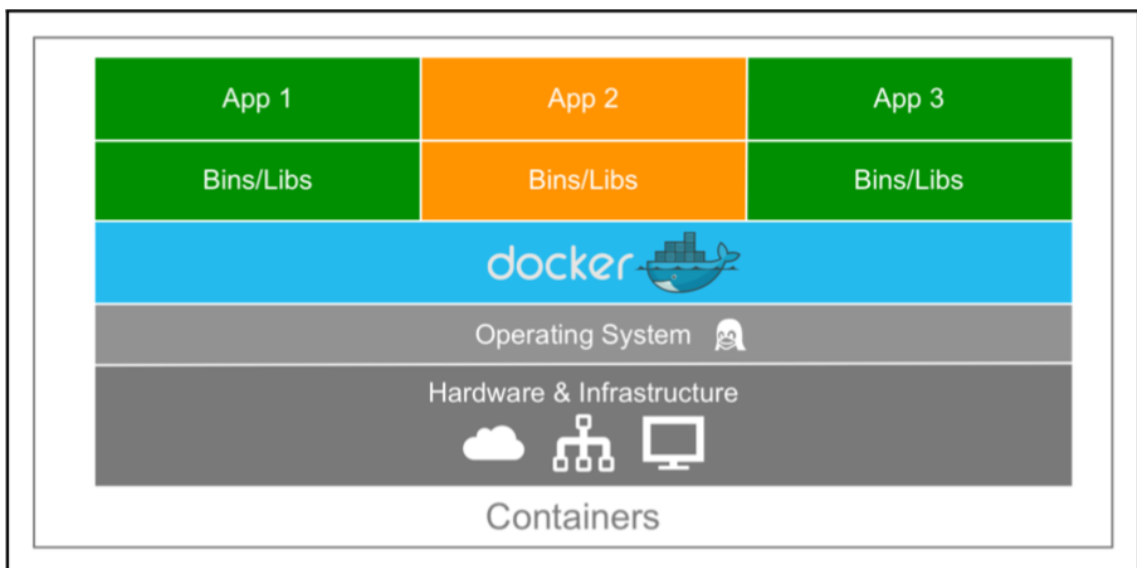 App 1
App 2
App 3
Bins/Libs
Bins/Libs
Bins/Libs
docker
Operating System
Hardware & Infrastructure
Containers